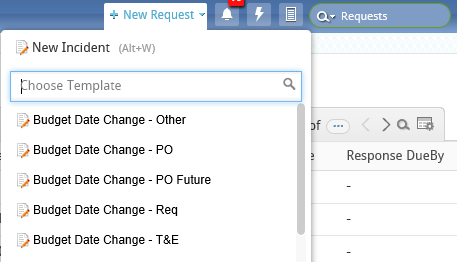 + New Request
Requests
New Incident (Alt+W)
Choose Template
of
Budget Date Change - Other
Response DueBy
Budget Date Change - PO
-
Budget Date Change - PO Future
-
Budget Date Change - Req
-
Budget Date Change - T&E
-